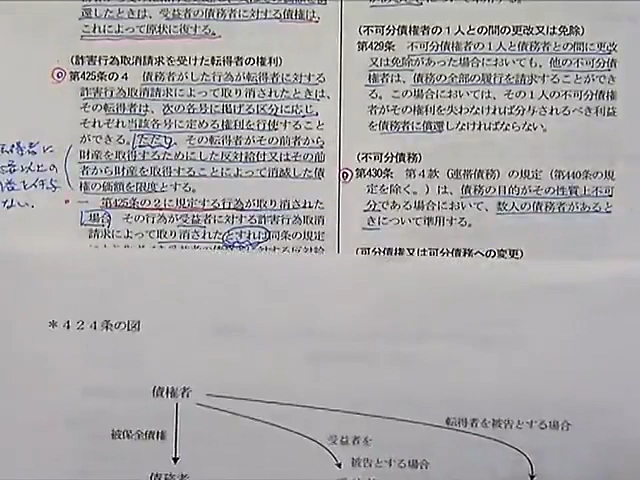 還したときは、受益者の債務者に対する債権は、
これによって原状に復する。
(詐害行為取消請求を受けた転得者の権利)
第425条の4 債務者がした行為が転得者に対する
詐害行為取消請求によって取り消されたときは、
その転得者は、次の各号に掲げる区分に応じ、
それぞれ当該各号に定める権利を行使するこ
とができる。ただし、その転得者がその前者から
財産を取得するためにした反対給付又はその前
者から財産を取得することによって消滅した債
権の価額を限度とする。
一 第425条の2に規定する行為が取り消された
場合 その行為が受益者に対する詐害行為取消
請求によって取り消されたとすれば同条の規定
ない。
(不可分債権者の1人との間の更改又は免除)
第429条 不可分債権者の1人と債務者との間に更改
又は免除があった場合においても、他の不可分債
権者は、債務の全部の履行を請求することができ
る。この場合においては、その1人の不可分債権
者がその権利を失わなければ分与されるべき利益
を債務者に償還しなければならない。
(不可分債務)
第430条 第4款(連帯債務)の規定(第440条の規
定を除く。)は、債務の目的がその性質上不可
分である場合において、数人の債務者があると
きについて準用する。
(可分債権又は可分債務への変更)
＊424条の図
債権者
被保全債権
受益者を
被告とする場合
転得者を被告とする場合
債務者